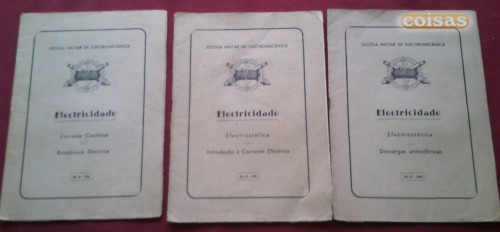 ESCOLA MILITAR DE ELECTROMECÂNICA
Electricidade
Corrente Contínua
Resistência Eléctrica
ESCOLA MILITAR DE ELECTROMECÂNICA
Electricidade
Electrostática
Introdução à Corrente Eléctrica
coisas
ESCOLA MILITAR DE ELECTROMECÂNICA
Electricidade
Electrostática
Descargas atmosféricas